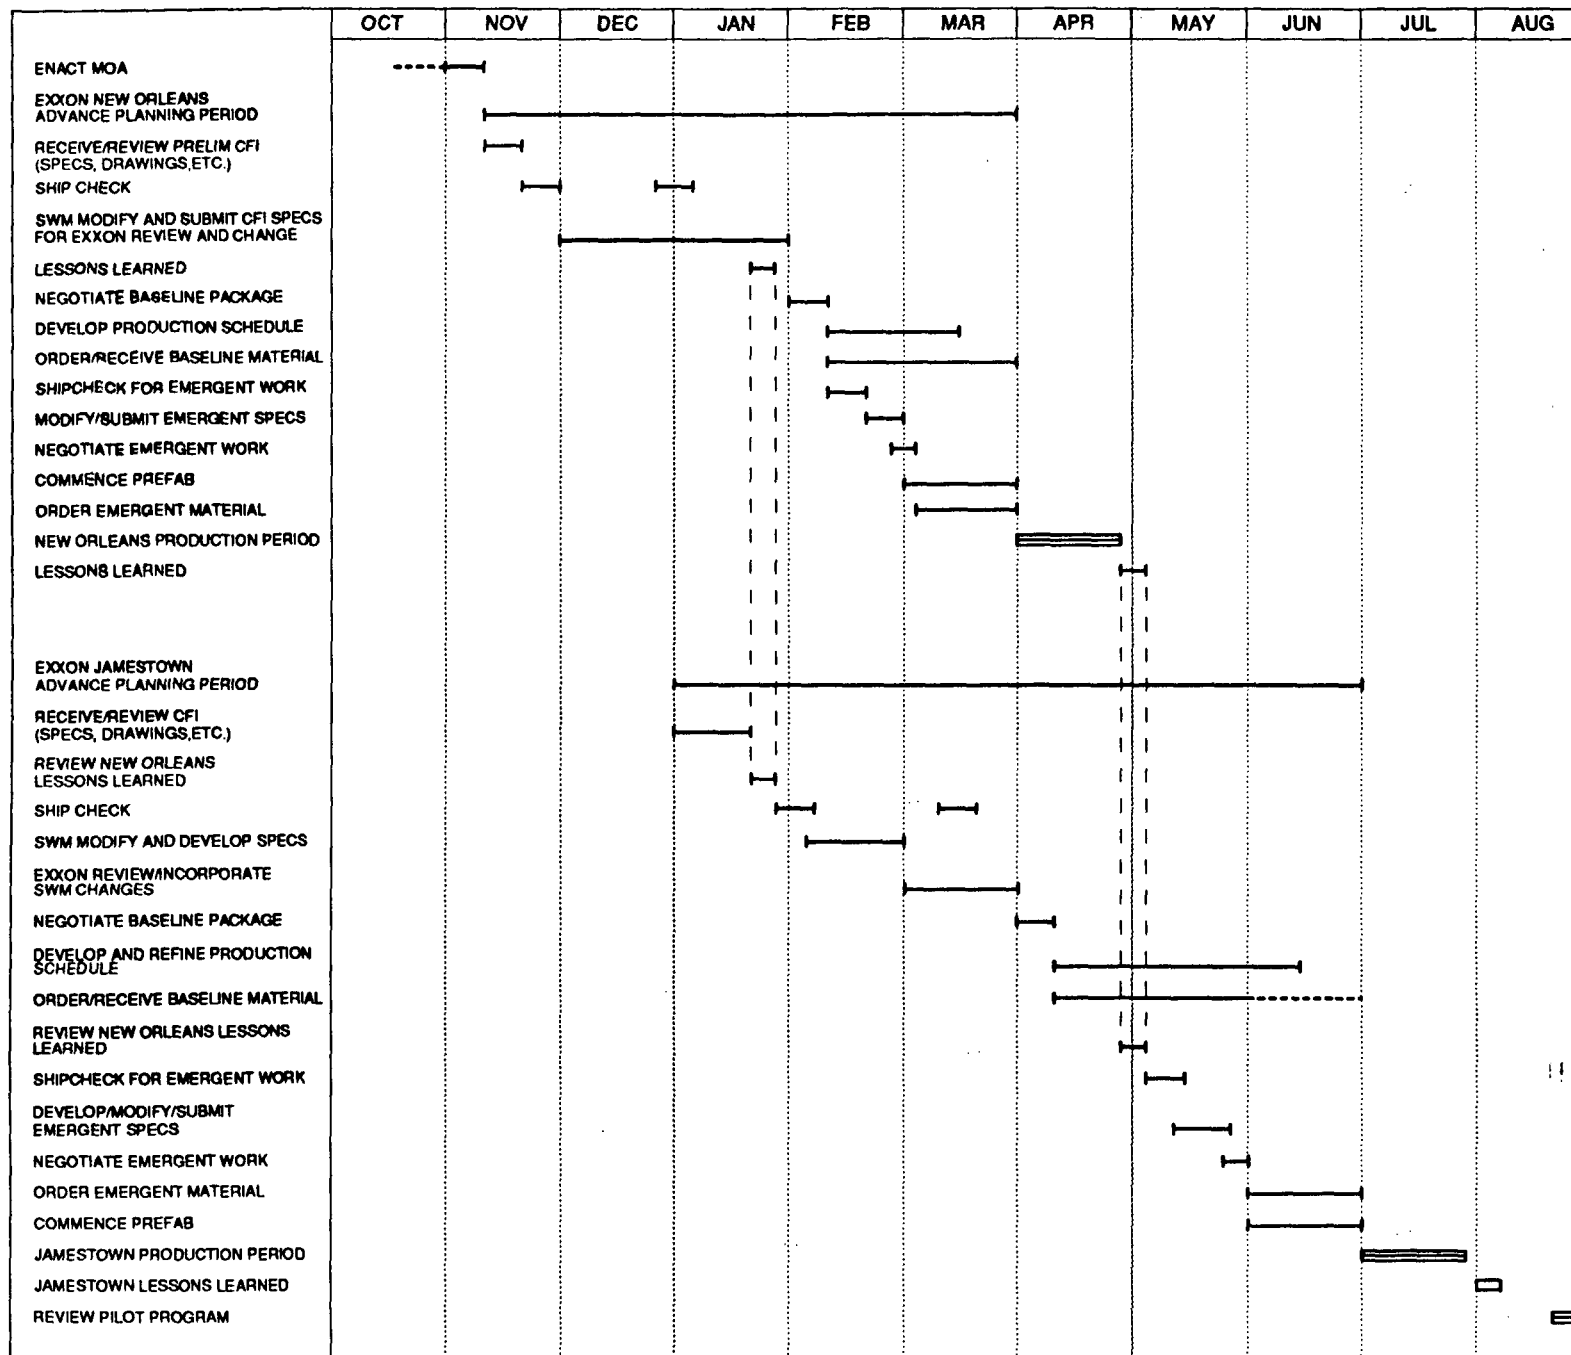 OCT NOV DEC JAN FEB MAR APR MAY JUN JUL AUG
ENACT MOA
EXXON NEW ORLEANS
ADVANCE PLANNING PERIOD
RECEIVE/REVIEW PRELIM CFI
(SPECS, DRAWINGS,ETC.)
SHIP CHECK
SWM MODIFY AND SUBMIT CFI SPECS
FOR EXXON REVIEW AND CHANGE
LESSONS LEARNED
NEGOTIATE BASELINE PACKAGE
DEVELOP PRODUCTION SCHEDULE
ORDER/RECEIVE BASELINE MATERIAL
SHIPCHECK FOR EMERGENT WORK
MODIFY/SUBMIT EMERGENT SPECS
NEGOTIATE EMERGENT WORK
COMMENCE PREFAB
ORDER EMERGENT MATERIAL
NEW ORLEANS PRODUCTION PERIOD
LESSONS LEARNED
EXXON JAMESTOWN
ADVANCE PLANNING PERIOD
RECEIVE/REVIEW CFI
(SPECS, DRAWINGS,ETC.)
REVIEW NEW ORLEANS
LESSONS LEARNED
SHIP CHECK
SWM MODIFY AND DEVELOP SPECS
EXXON REVIEW/INCORPORATE
SWM CHANGES
NEGOTIATE BASELINE PACKAGE
DEVELOP AND REFINE PRODUCTION
SCHEDULE
ORDER/RECEIVE BASELINE MATERIAL
REVIEW NEW ORLEANS LESSONS
LEARNED
SHIPCHECK FOR EMERGENT WORK
DEVELOP/MODIFY/SUBMIT
EMERGENT SPECS
NEGOTIATE EMERGENT WORK
ORDER EMERGENT MATERIAL
COMMENCE PREFAB
JAMESTOWN PRODUCTION PERIOD
JAMESTOWN LESSONS LEARNED
REVIEW PILOT PROGRAM